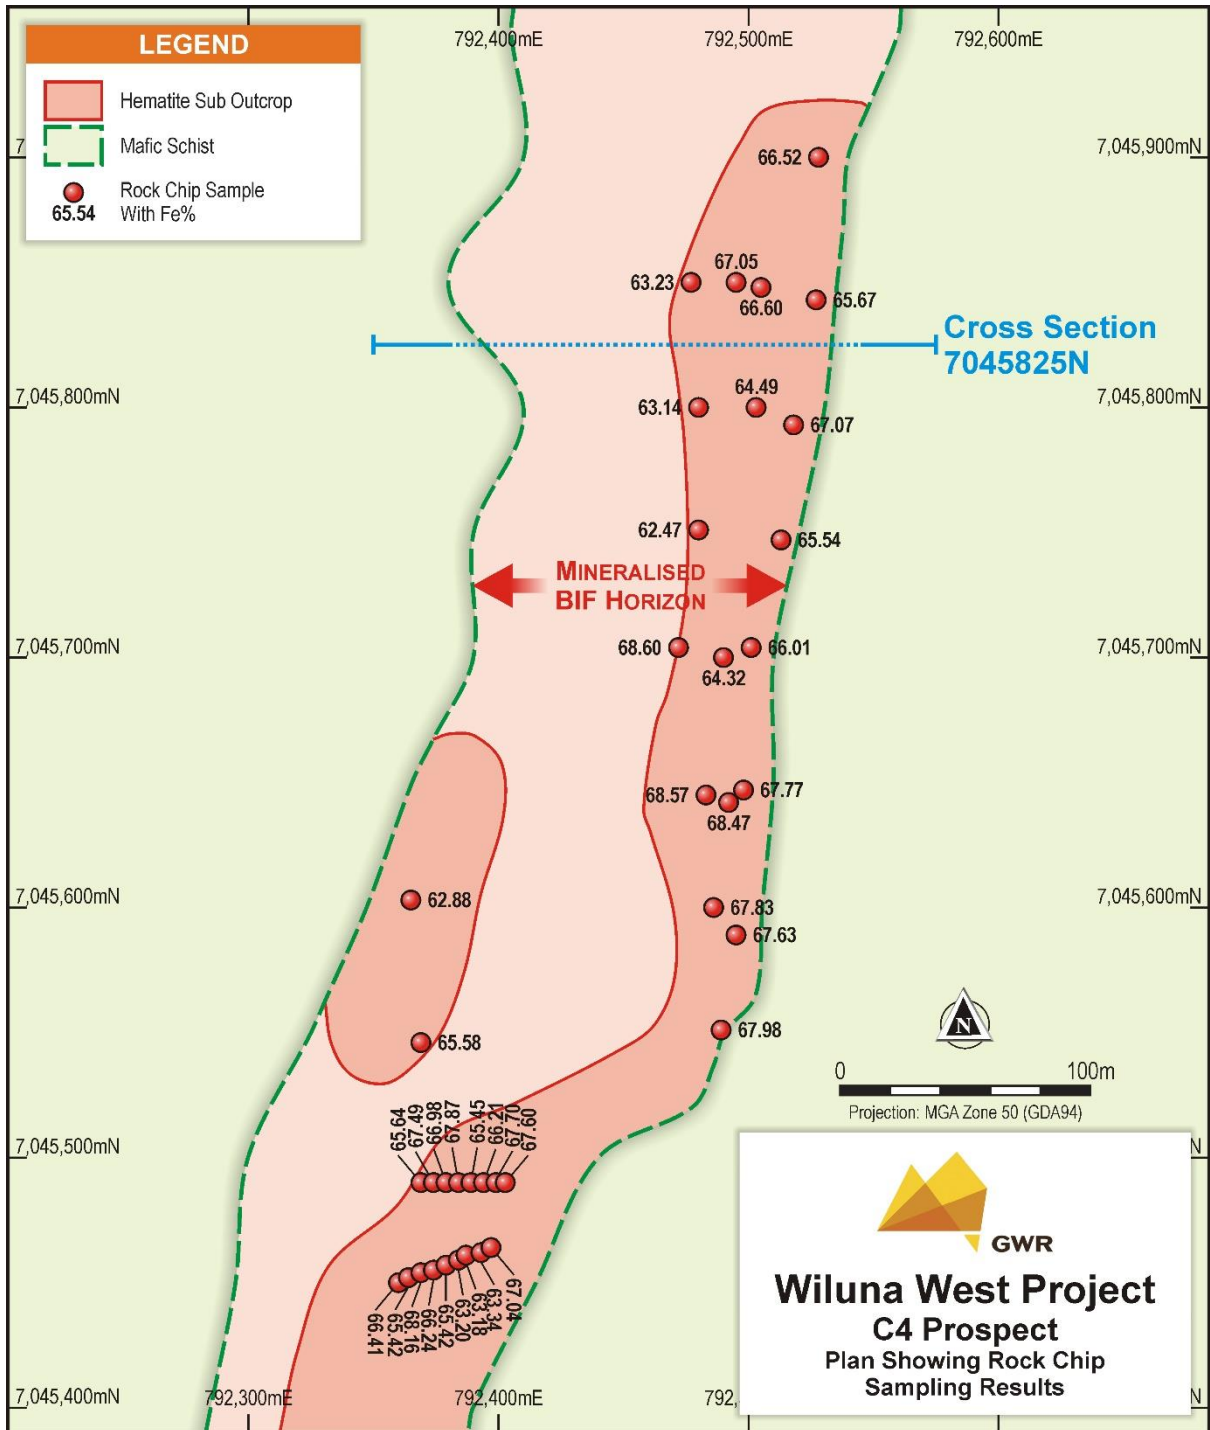 792,400mE
792,500mE
792,600mE
LEGEND
Hematite Sub Outcrop
Mafic Schist
Rock Chip Sample
With Fe%
65.54
7
7,045,900mN
66.52
63.23
67.05
66.60
65.67
Cross Section
7045825N
7,045,800mN
7,045,800mN
63.14
64.49
67.07
62.47
65.54
MINERALISED
BIF HORIZON
7,045,700mN
7,045,700mN
68.60
64.32
66.01
68.57
68.47
67.77
7,045,600mN
7,045,600mN
62.88
67.83
67.63
65.58
67.98
N
0
100m
Projection: MGA Zone 50 (GDA94)
65.64
67.49
66.98
67.87
65.45
66.21
67.70
67.60
7,045,500mN
N
66.41
65.42
68.16
66.24
65.42
63.20
63.18
63.34
67.04
GWR
Wiluna West Project
C4 Prospect
Plan Showing Rock Chip
Sampling Results
7,045,400mN
792,300mE
792,400mE
792,
N